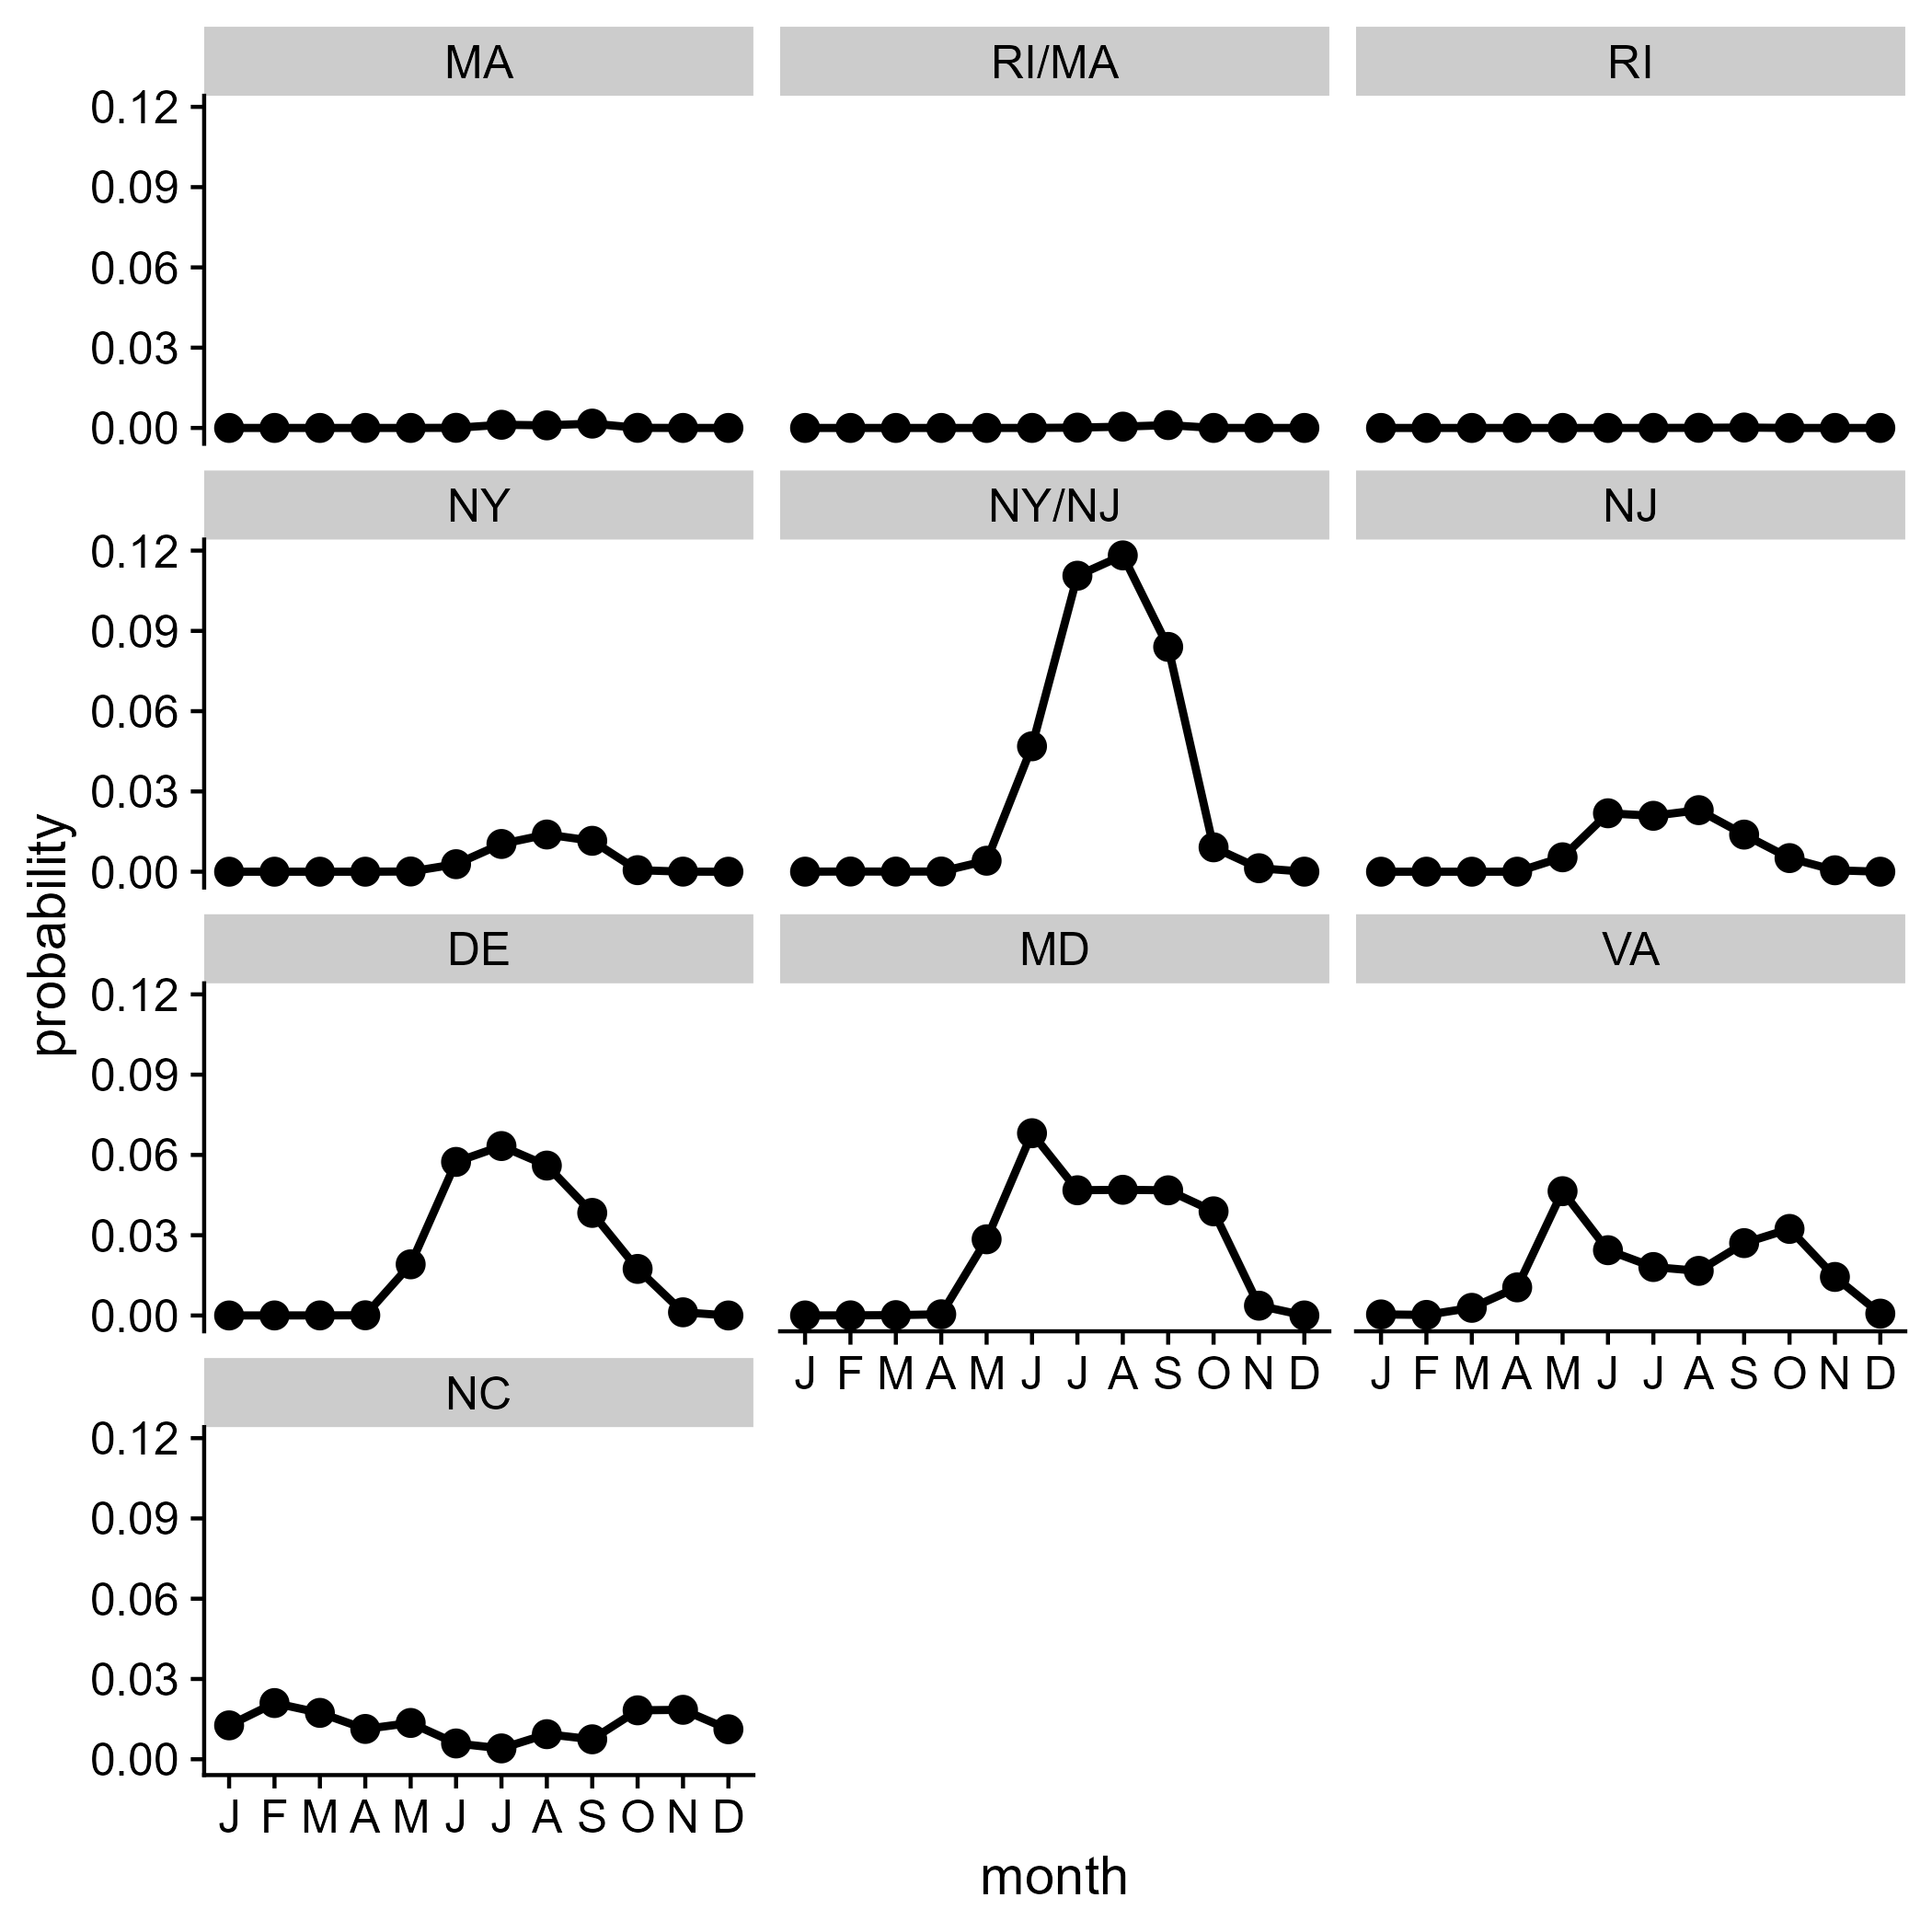 MA RI/MA RI
0.12
0.09
0.06
0.03
0.00
NY NY/NJ NJ
0.12
0.09
0.06
0.03
0.00
DE MD VA
0.12
0.09
0.06
0.03
0.00
J F M A M J J A S O N D J F M A M J J A S O N D
NC
0.12
0.09
0.06
0.03
0.00
J F M A M J J A S O N D
month
probability